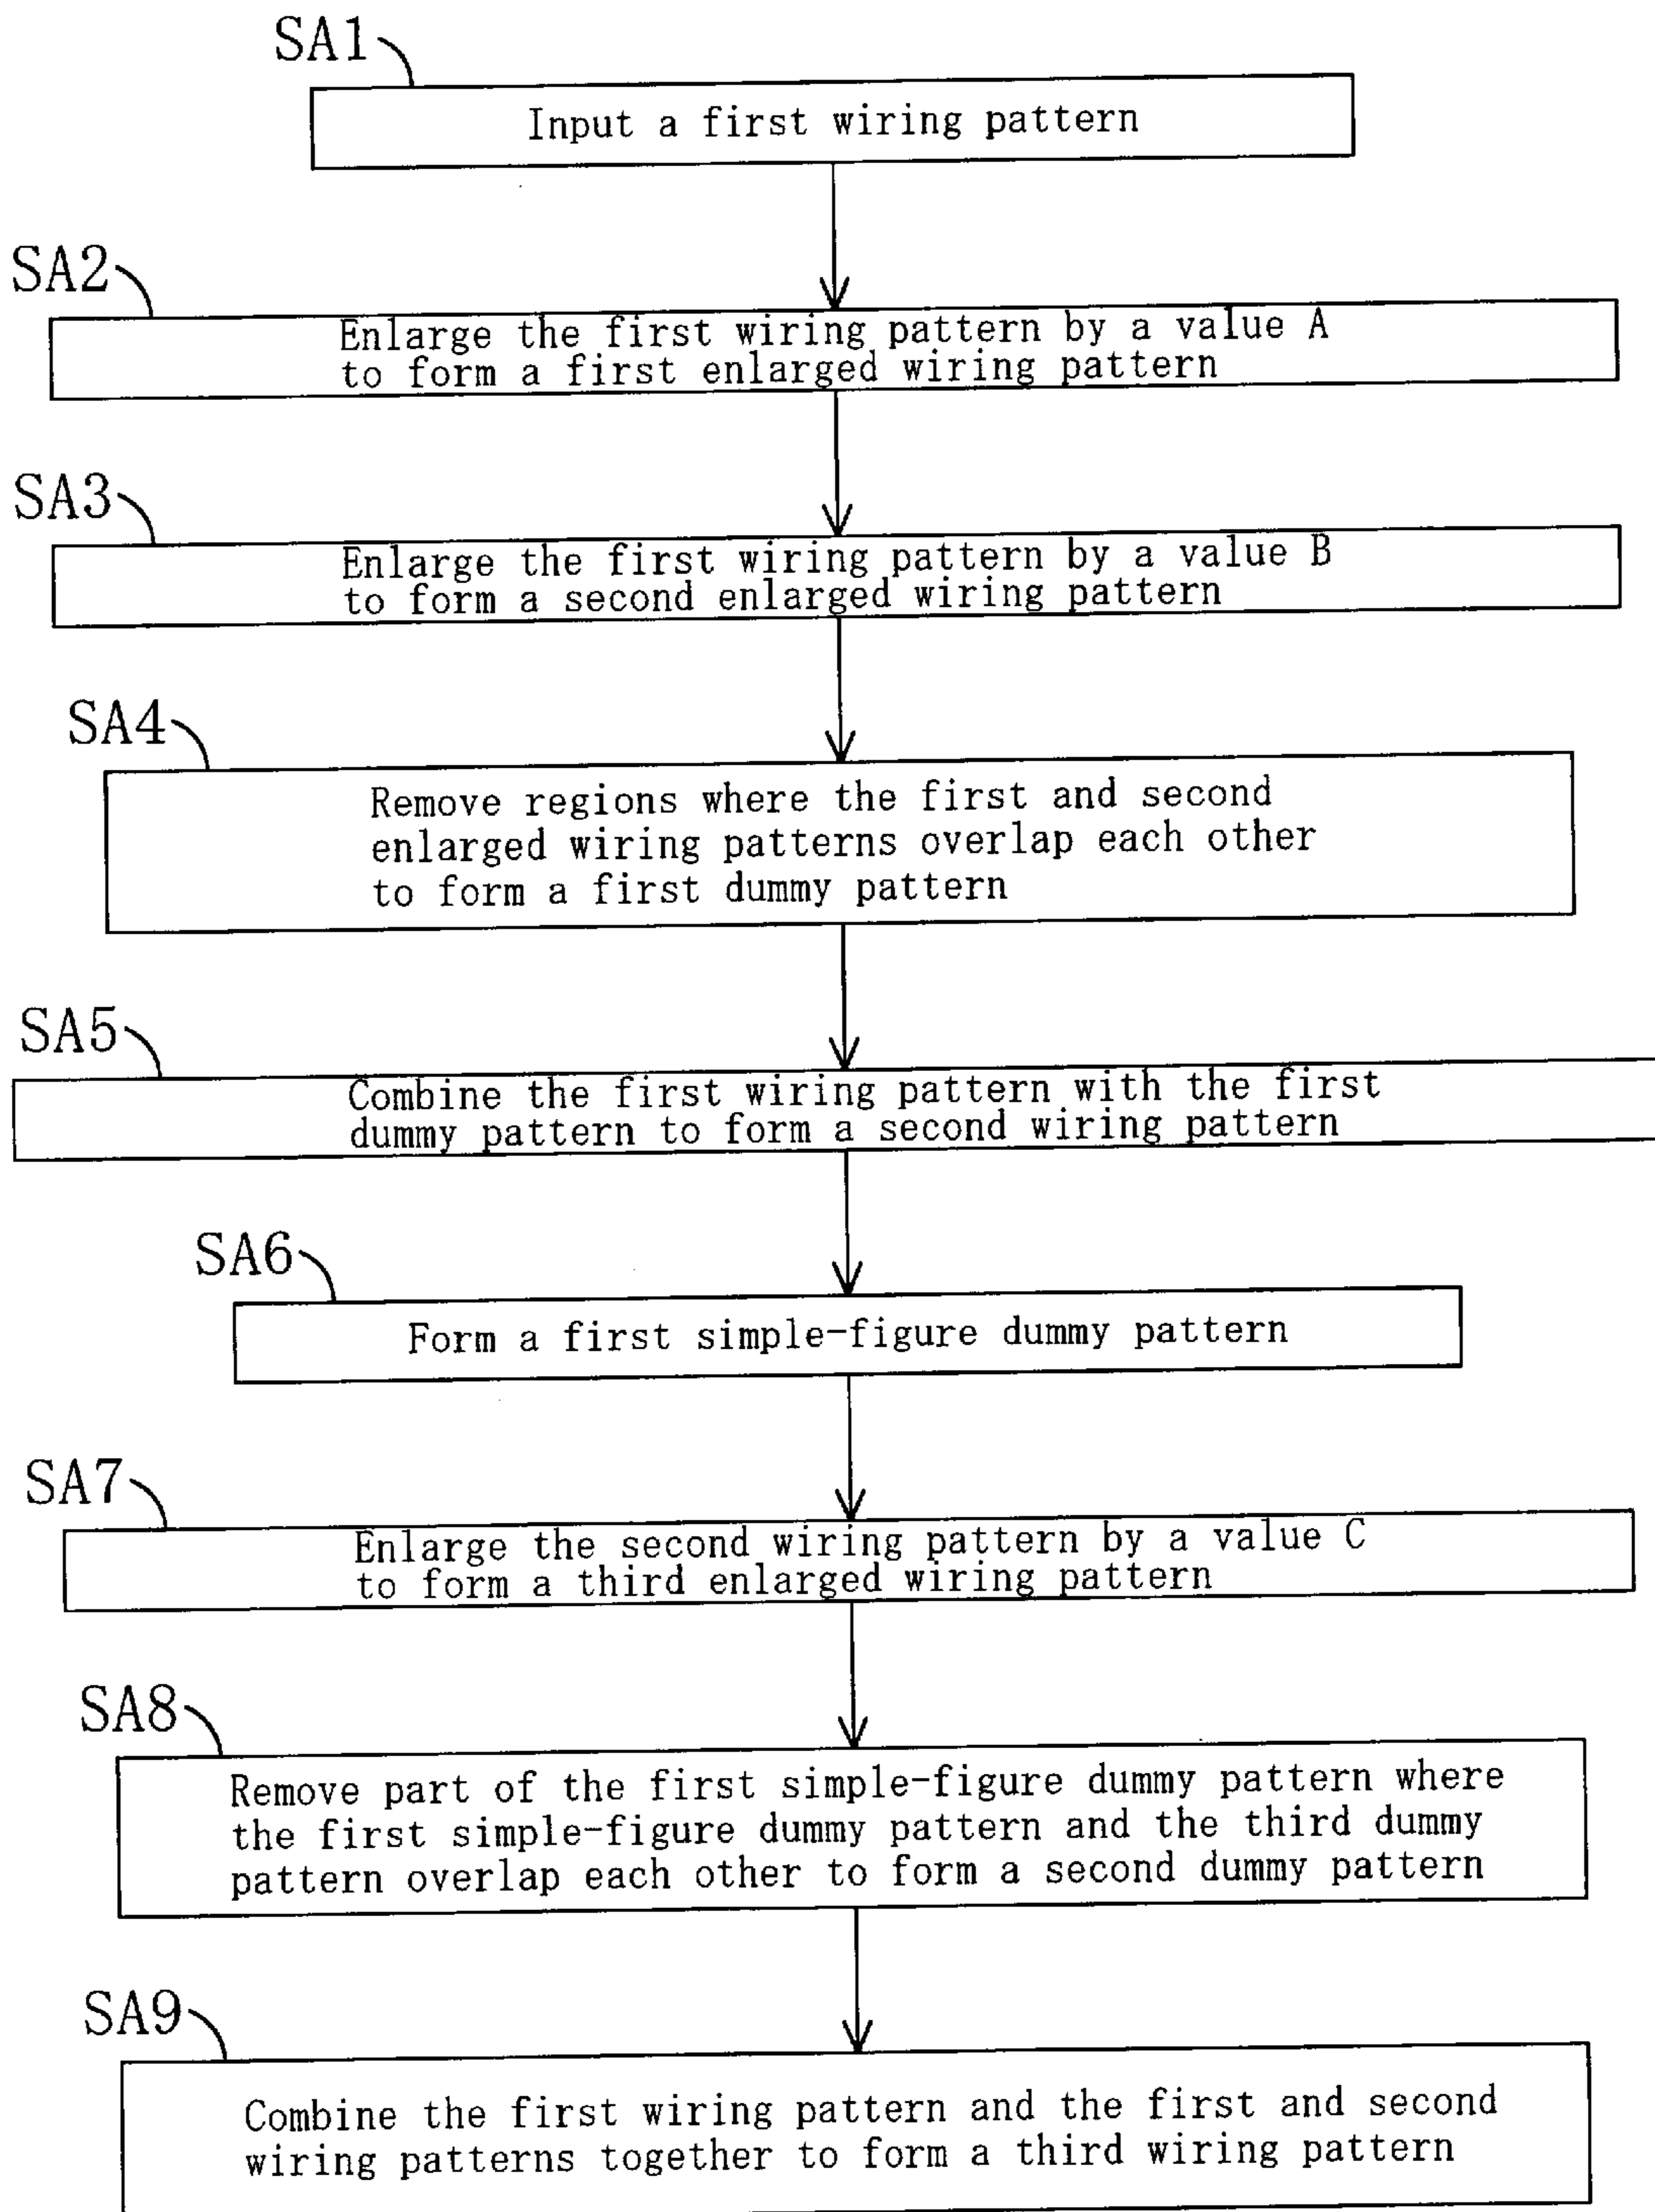 SA1
Input a first wiring pattern
SA2
Enlarge the first wiring pattern by a value A
to form a first enlarged wiring pattern
SA3
Enlarge the first wiring pattern by a value B
to form a second enlarged wiring pattern
SA4
Remove regions where the first and second
enlarged wiring patterns overlap each other
to form a first dummy pattern
SA5
Combine the first wiring pattern with the first
dummy pattern to form a second wiring pattern
SA6
Form a first simple-figure dummy pattern
SA7
Enlarge the second wiring pattern by a value C
to form a third enlarged wiring pattern
SA8
Remove part of the first simple-figure dummy pattern where
the first simple-figure dummy pattern and the third dummy
pattern overlap each other to form a second dummy pattern
SA9
Combine the first wiring pattern and the first and second
wiring patterns together to form a third wiring pattern